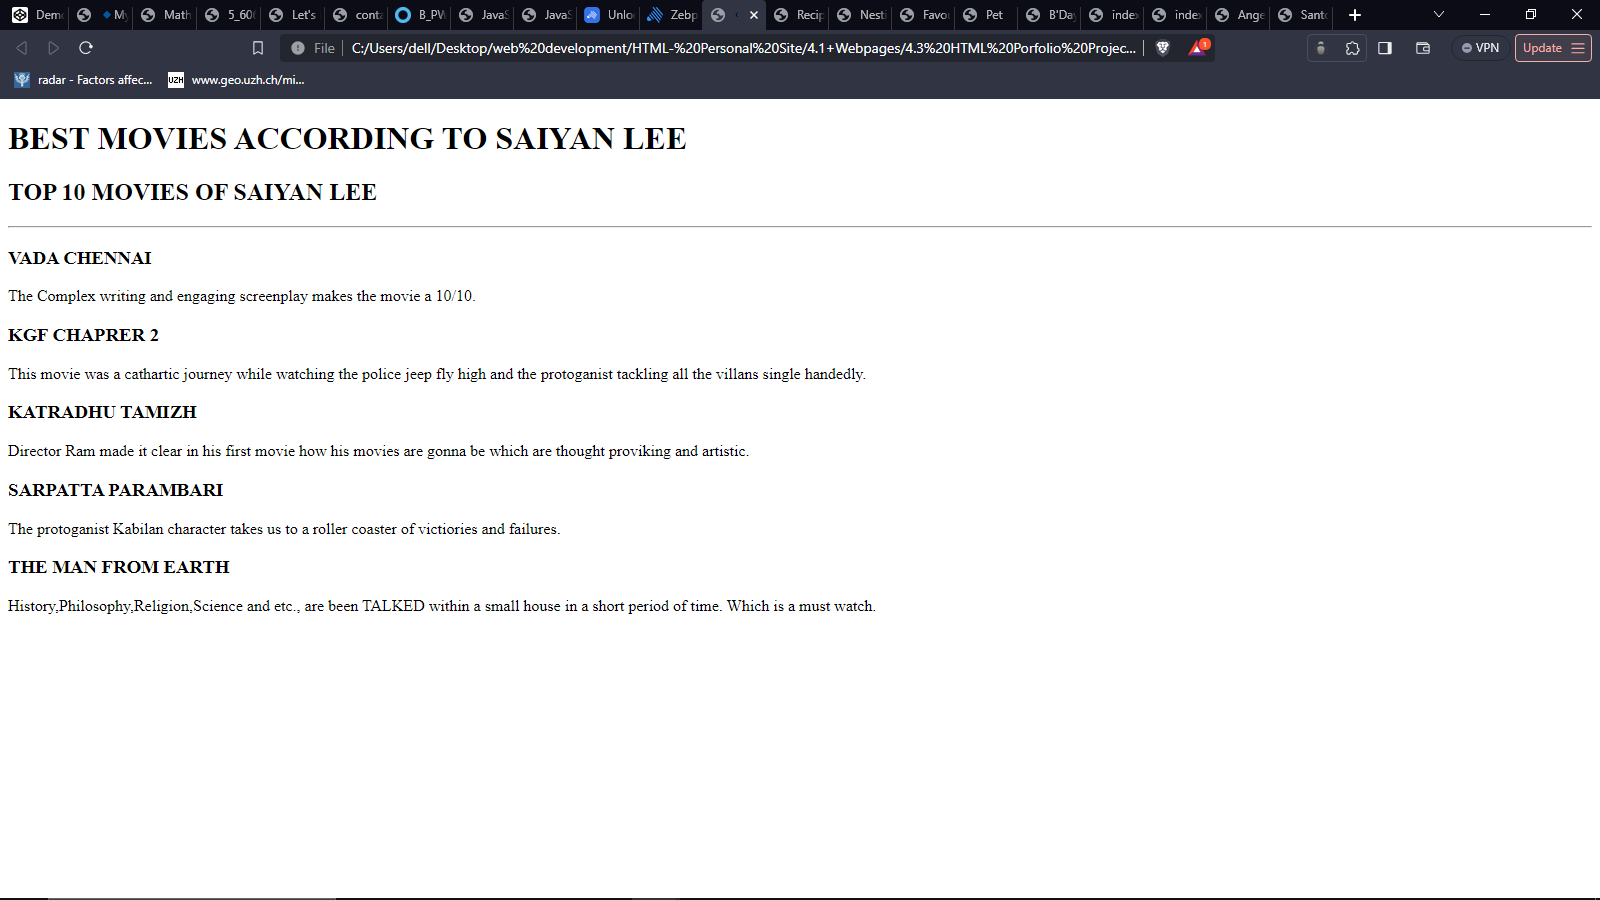 Demo My Math 5_60 Let's cont B_PW JavaS JavaS Unlo Zebp Recip Nesti Favo Pet B'Day index index Ange Sant
File C:/Users/dell/Desktop/web%20development/HTML-%20Personal%20Site/4.1+Webpages/4.3%20HTML%20Porfolio%20Projec... 1 VPN Update
radar - Factors affec... UZH www.geo.uzh.ch/mi...
BEST MOVIES ACCORDING TO SAIYAN LEE
TOP 10 MOVIES OF SAIYAN LEE
VADA CHENNAI
The Complex writing and engaging screenplay makes the movie a 10/10.
KGF CHAPRER 2
This movie was a cathartic journey while watching the police jeep fly high and the protoganist tackling all the villans single handedly.
KATRADHU TAMIZH
Director Ram made it clear in his first movie how his movies are gonna be which are thought proviking and artistic.
SARPATTA PARAMBARI
The protoganist Kabilan character takes us to a roller coaster of victiories and failures.
THE MAN FROM EARTH
History,Philosophy,Religion,Science and etc., are been TALKED within a small house in a short period of time. Which is a must watch.